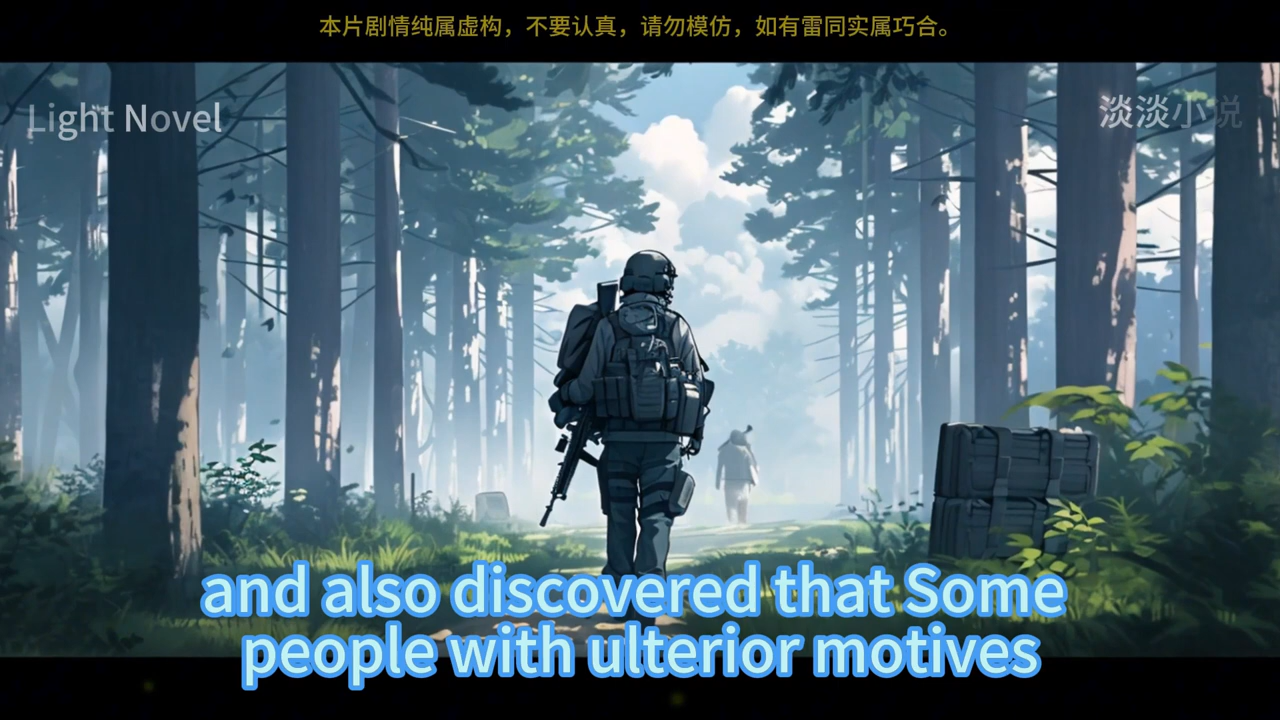 本片剧情纯属虚构，不要认真，请勿模仿，如有雷同实属巧合。
Light Novel
淡淡小说
and also discovered that Some
people with ulterior motives